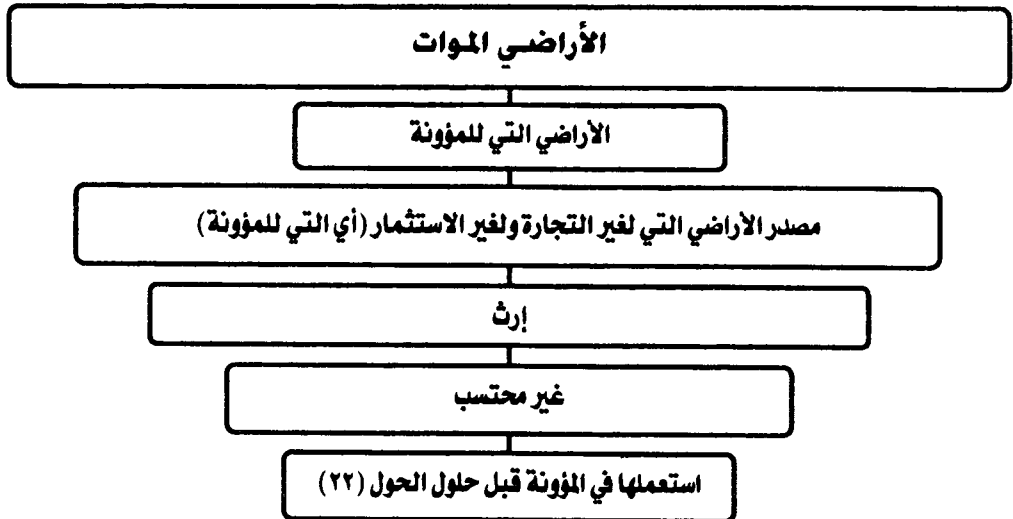 الأراضي الموات
الأراضي التي للمؤونة
مصدر الأراضي التي لغير التجارة ولغير الاستثمار (أي التي للمؤونة)
إرث
غير محتسب
استعملها في المؤونة قبل حلول الحول (٢٢)